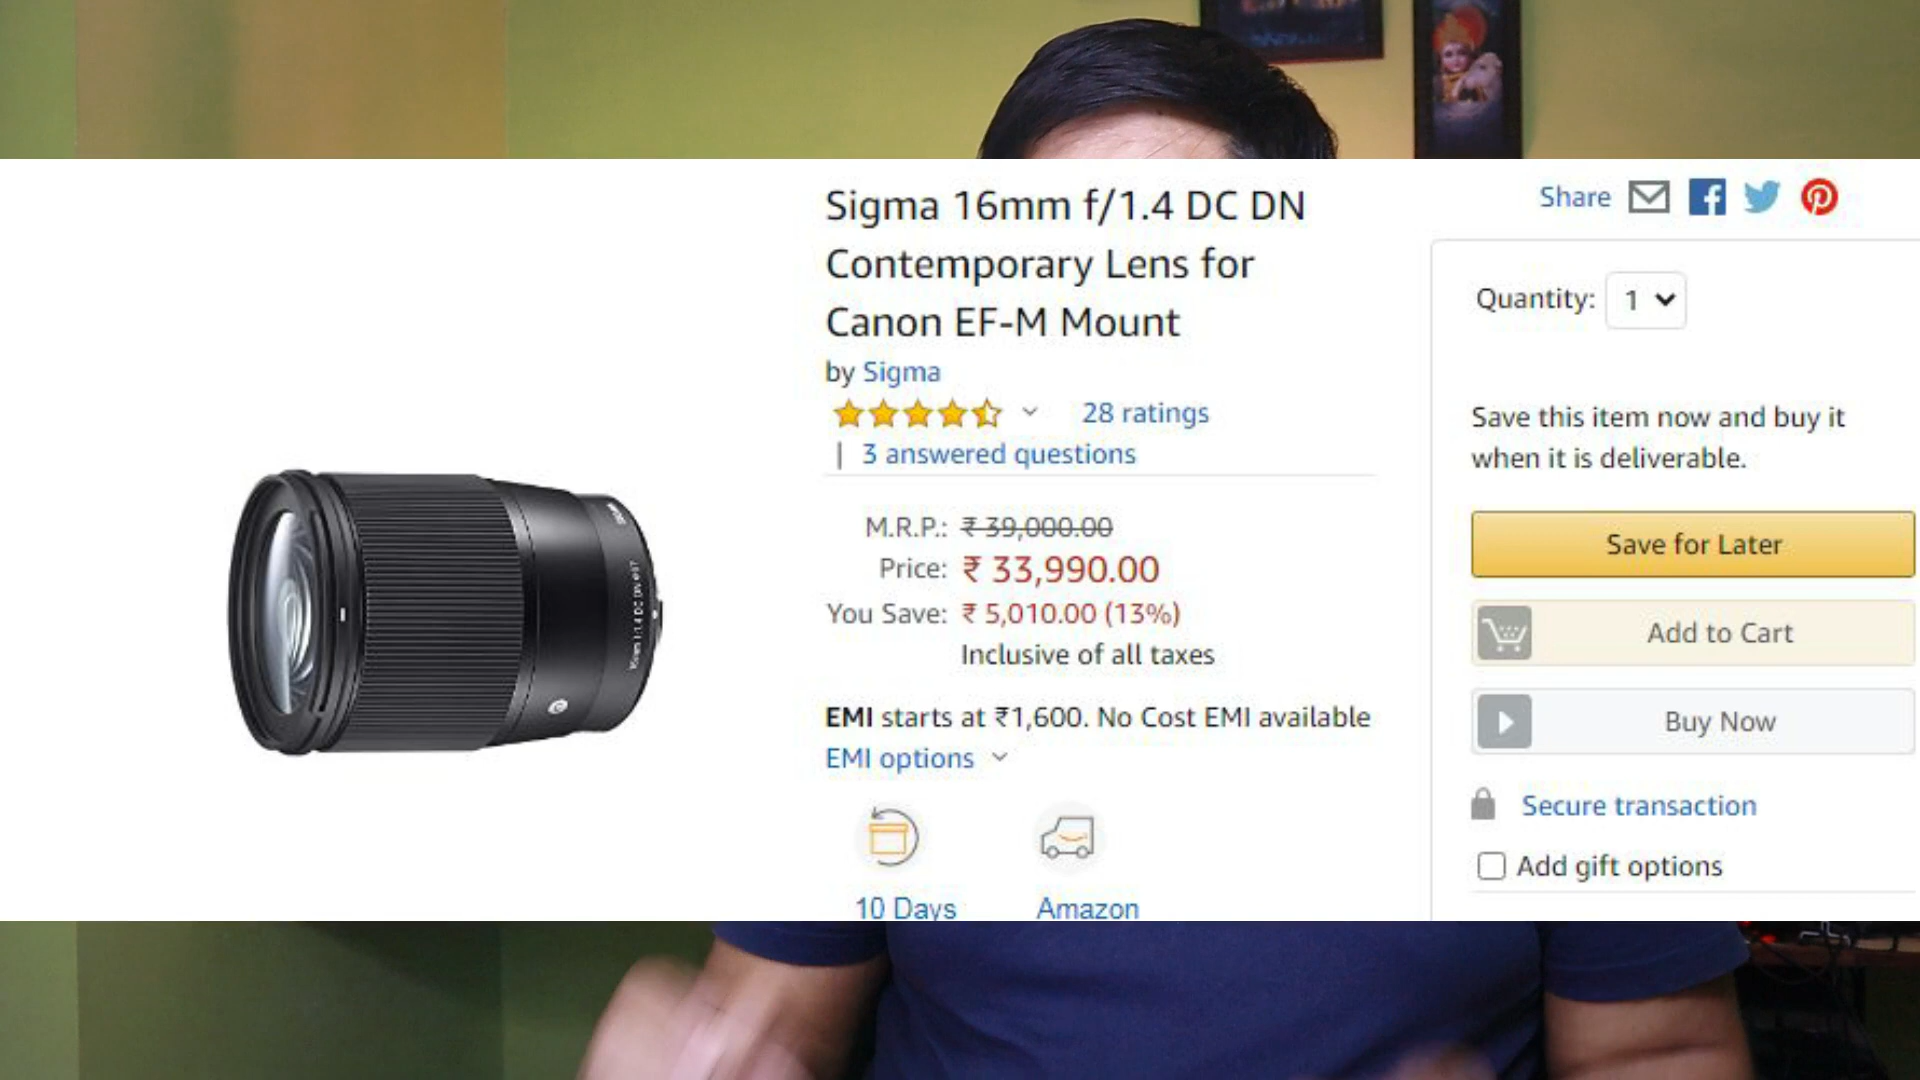 Sigma 16mm f/1.4 DC DN
Contemporary Lens for
Canon EF-M Mount
by Sigma
28 ratings
| 3 answered questions
M.R.P.: ₹ 39,000.00
Price: ₹ 33,990.00
You Save: ₹ 5,010.00 (13%)
Inclusive of all taxes
EMI starts at ₹1,600. No Cost EMI available
EMI options
10 Days
Amazon
Share
Quantity: 1
Save this item now and buy it
when it is deliverable.
Save for Later
Add to Cart
Buy Now
Secure transaction
Add gift options